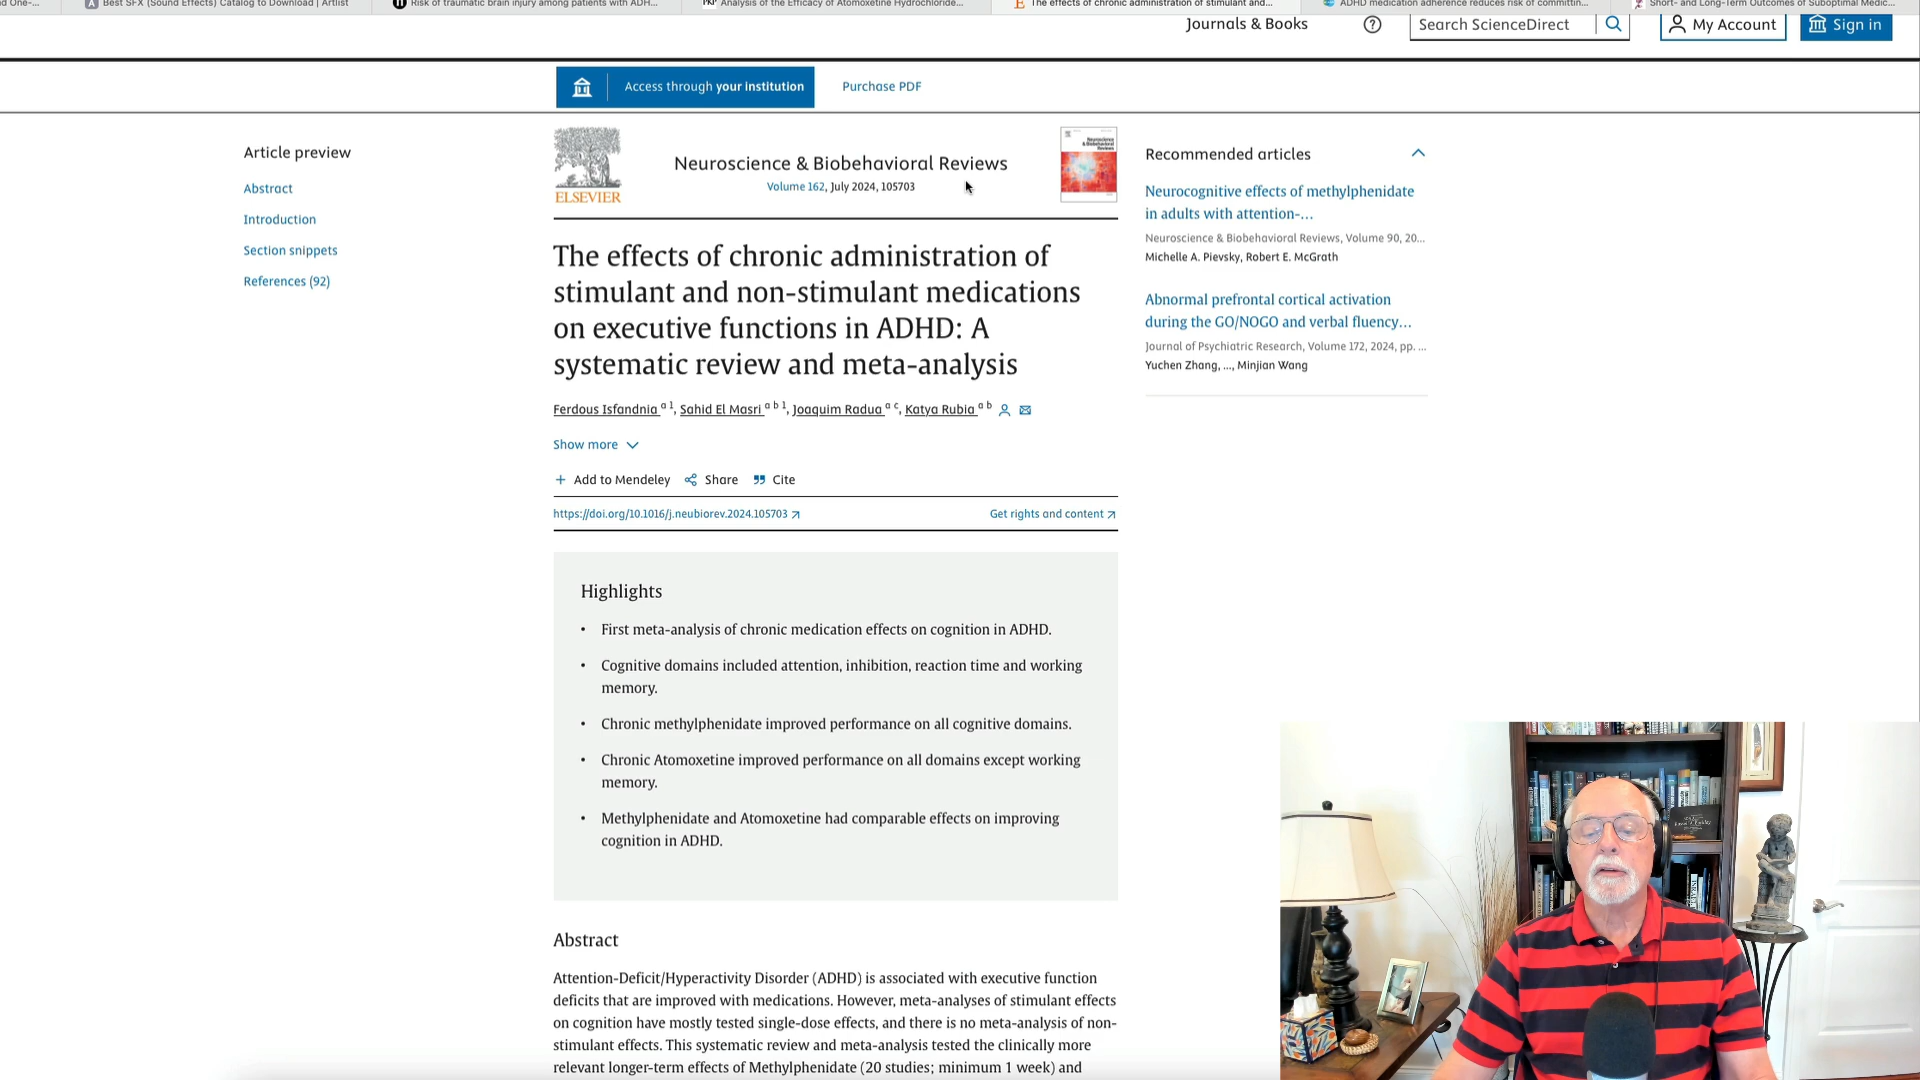 d One-...
Best SFX (Sound Effects) Catalog to Download | Artlist
Risk of traumatic brain injury among patients with ADH...
Analysis of the Efficacy of Atomoxetine Hydrochloride...
The effects of chronic administration of stimulant and...
ADHD medication adherence reduces risk of committin...
Short- and Long-Term Outcomes of Suboptimal Medic...
Journals & Books
?
Search ScienceDirect
My Account
Sign in
Access through your institution
Purchase PDF
Article preview
Abstract
Introduction
Section snippets
References (92)
ELSEVIER
Neuroscience & Biobehavioral Reviews
Volume 162, July 2024, 105703
The effects of chronic administration of
stimulant and non-stimulant medications
on executive functions in ADHD: A
systematic review and meta-analysis
Ferdous Isfandnia a 1, Sahid El Masri a b 1, Joaquim Radua a c, Katya Rubia a b
Show more
+ Add to Mendeley
Share
Cite
https://doi.org/10.1016/j.neubiorev.2024.105703
Get rights and content
Highlights
• First meta-analysis of chronic medication effects on cognition in ADHD.
• Cognitive domains included attention, inhibition, reaction time and working
memory.
• Chronic methylphenidate improved performance on all cognitive domains.
• Chronic Atomoxetine improved performance on all domains except working
memory.
• Methylphenidate and Atomoxetine had comparable effects on improving
cognition in ADHD.
Abstract
Attention-Deficit/Hyperactivity Disorder (ADHD) is associated with executive function
deficits that are improved with medications. However, meta-analyses of stimulant effects
on cognition have mostly tested single-dose effects, and there is no meta-analysis of non-
stimulant effects. This systematic review and meta-analysis tested the clinically more
relevant longer-term effects of Methylphenidate (20 studies; minimum 1 week) and
Recommended articles
Neurocognitive effects of methylphenidate
in adults with attention-...
Neuroscience & Biobehavioral Reviews, Volume 90, 20...
Michelle A. Pievsky, Robert E. McGrath
Abnormal prefrontal cortical activation
during the GO/NOGO and verbal fluency...
Journal of Psychiatric Research, Volume 172, 2024, pp. ...
Yuchen Zhang, ..., Minjian Wang